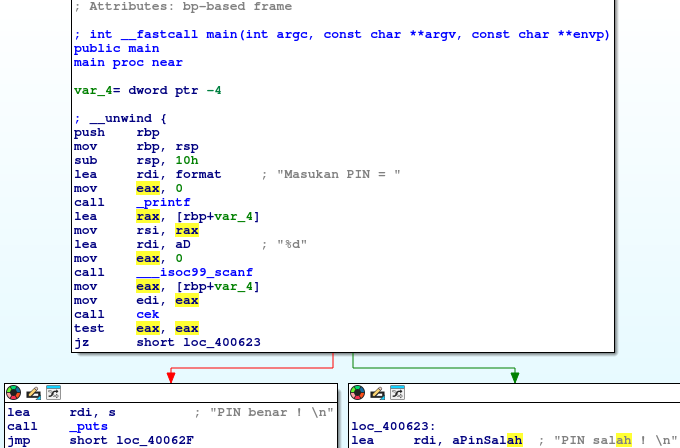 ; Attributes: bp-based frame
; int __fastcall main(int argc, const char **argv, const char **envp)
public main
main proc near
var_4= dword ptr -4
; __unwind {
push rbp
mov rbp, rsp
sub rsp, 10h
lea rdi, format ; "Masukan PIN = "
mov eax, 0
call _printf
lea rax, [rbp+var_4]
mov rsi, rax
lea rdi, aD ; "%d"
mov eax, 0
call ___isoc99_scanf
mov eax, [rbp+var_4]
mov edi, eax
call cek
test eax, eax
jz short loc_400623
lea rdi, s ; "PIN benar ! \n"
call _puts
jmp short loc_40062F
loc_400623:
lea rdi, aPinSalah ; "PIN salah ! \n"